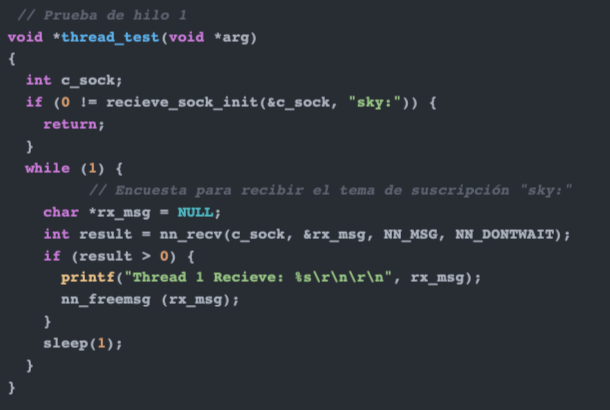 // Prueba de hilo 1
void *thread_test(void *arg)
{
  int c_sock;
  if (0 != recieve_sock_init(&c_sock, "sky:")) {
    return;
  }
  while (1) {
         // Encuesta para recibir el tema de suscripción "sky:"
    char *rx_msg = NULL;
    int result = nn_recv(c_sock, &rx_msg, NN_MSG, NN_DONTWAIT);
    if (result > 0) {
      printf("Thread 1 Recieve: %s\r\n\r\n", rx_msg);
      nn_freemsg (rx_msg);
    }
    sleep(1);
  }
}